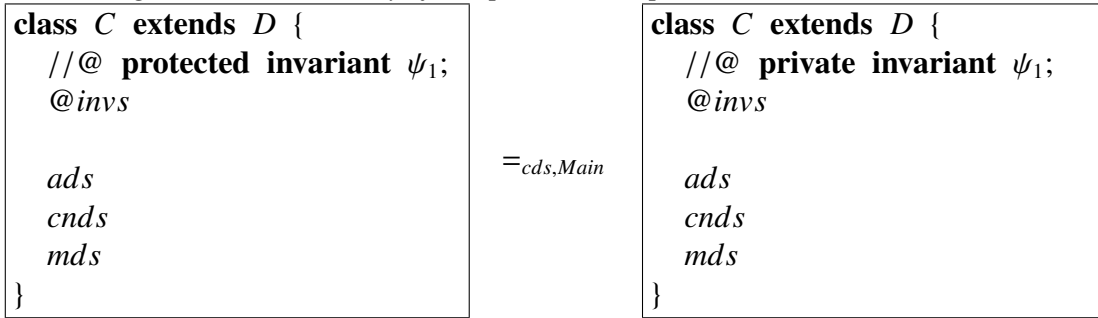 class C extends D {
//@ protected invariant ψ₁;
@invs
ads
cnds
mds
}
=cds,Main
class C extends D {
//@ private invariant ψ₁;
@invs
ads
cnds
mds
}